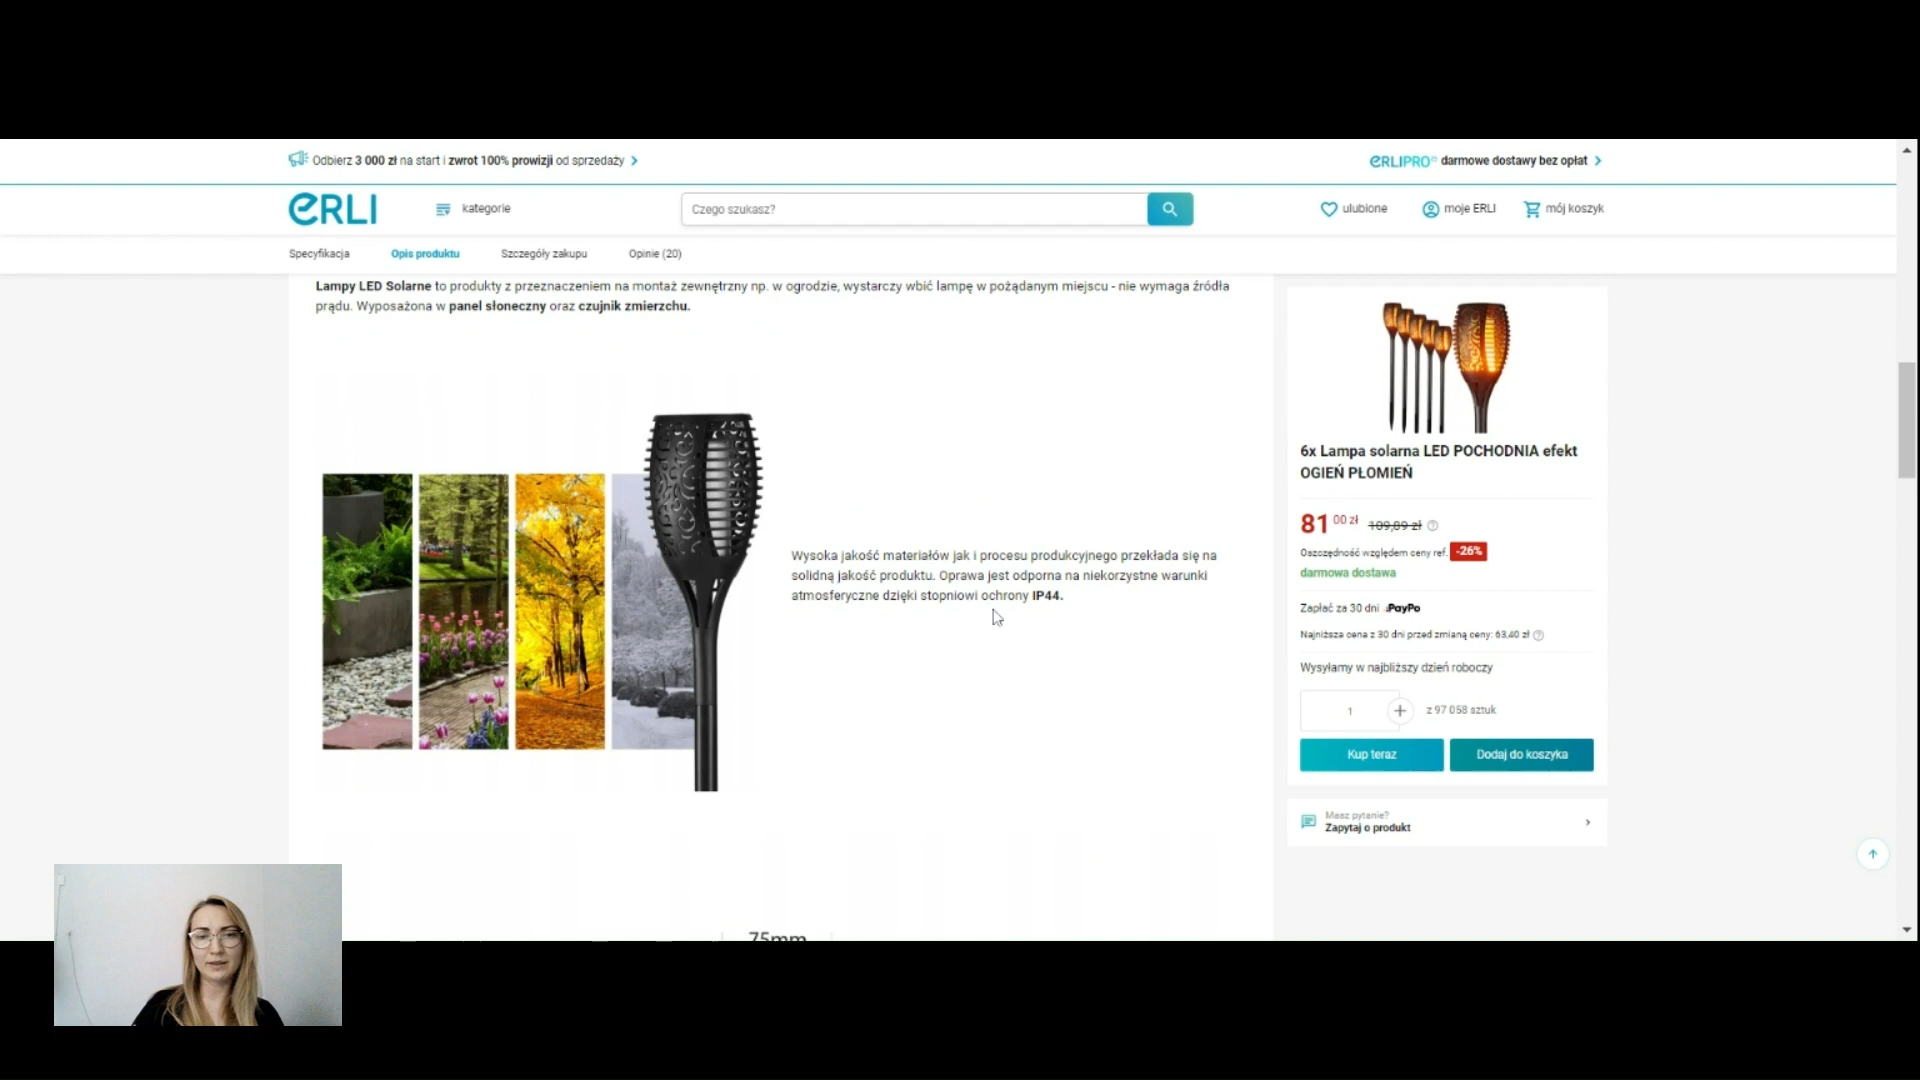 Odbierz 3 000 zł na start i zwrot 100% prowizji od sprzedaży
ERLIPRO darmowe dostawy bez opłat
ERLI
kategorie
Czego szukasz?
ulubione
moje ERLI
mój koszyk
Specyfikacja
Opis produktu
Szczegóły zakupu
Opinie (20)
Lampy LED Solarne to produkty z przeznaczeniem na montaż zewnętrzny np. w ogrodzie, wystarczy wbić lampę w pożądanym miejscu - nie wymaga źródła
prądu. Wyposażona w panel słoneczny oraz czujnik zmierzchu.
Wysoka jakość materiałów jak i procesu produkcyjnego przekłada się na
solidną jakość produktu. Oprawa jest odporna na niekorzystne warunki
atmosferyczne dzięki stopniowi ochrony IP44.
75mm
6x Lampa solarna LED POCHODNIA efekt
OGIEŃ PŁOMIEŃ
81 00 zł 109,89 zł
Oszczędność względem ceny ref. -26%
darmowa dostawa
Zapłać za 30 dni PayPo
Najniższa cena z 30 dni przed zmianą ceny: 63,40 zł
Wysyłamy w najbliższy dzień roboczy
1 + z 97 058 sztuk
Kup teraz
Dodaj do koszyka
Masz pytanie?
Zapytaj o produkt